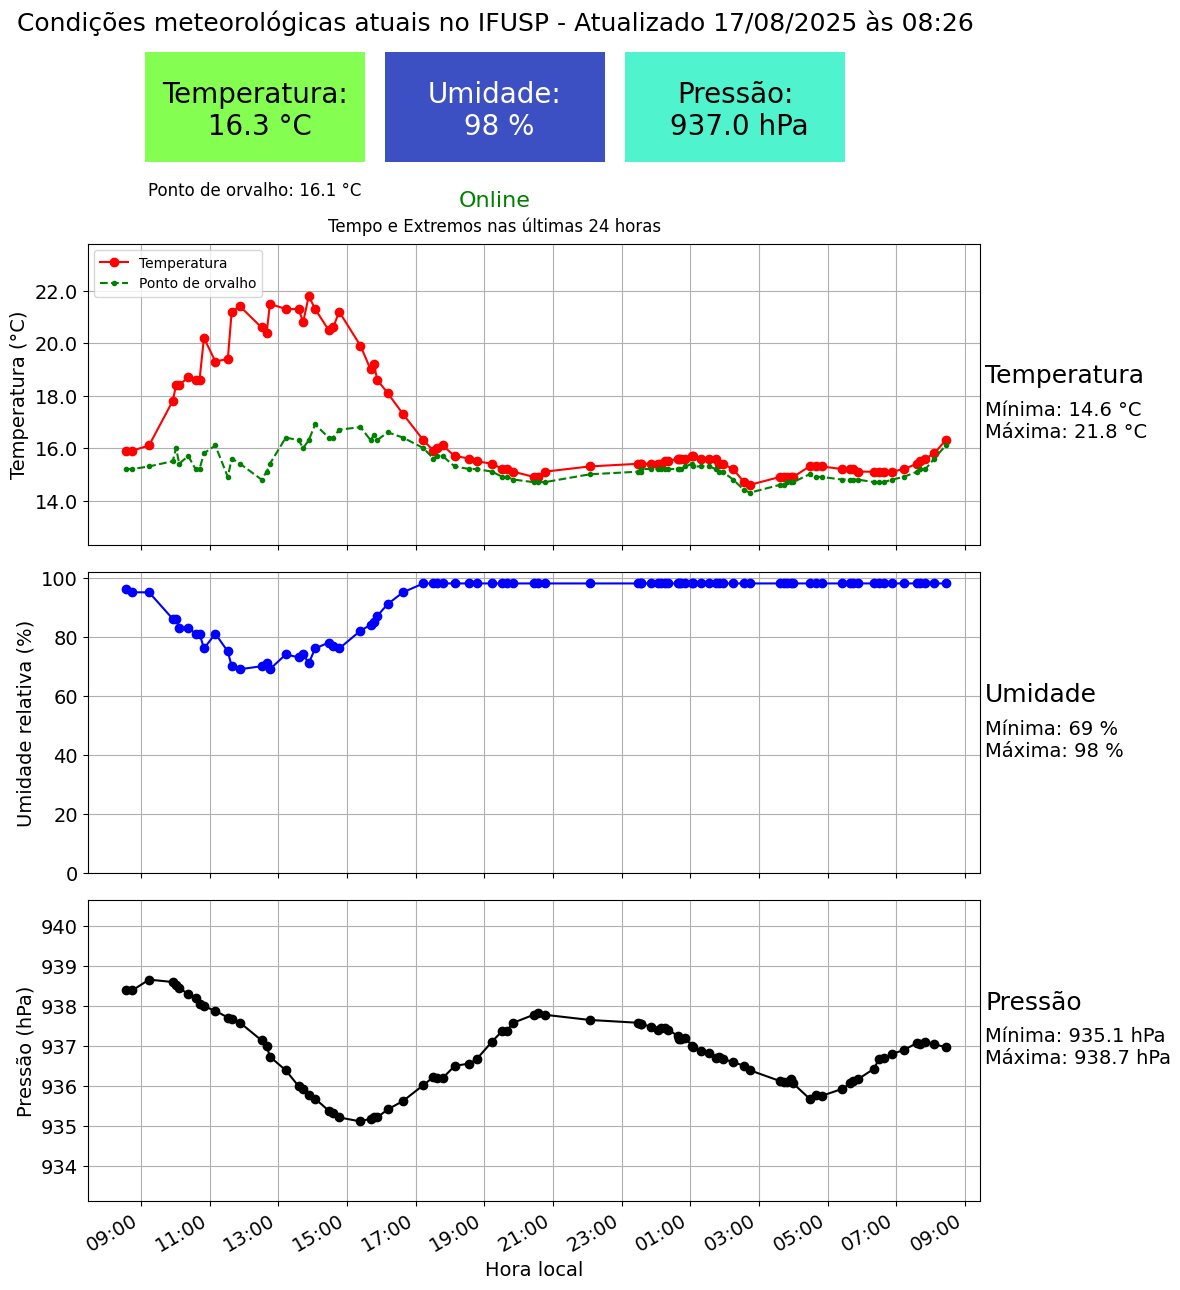 Condições meteorológicas atuais no IFUSP - Atualizado 17/08/2025 às 08:26
Temperatura:
16.3 °C
Umidade:
98 %
Pressão:
937.0 hPa
Ponto de orvalho: 16.1 °C
Online
Tempo e Extremos nas últimas 24 horas
Temperatura
Ponto de orvalho
Temperatura (°C)
22.0
20.0
18.0
16.0
14.0
Temperatura
Mínima: 14.6 °C
Máxima: 21.8 °C
Umidade relativa (%)
100
80
60
40
20
0
Umidade
Mínima: 69 %
Máxima: 98 %
Pressão (hPa)
940
939
938
937
936
935
934
Pressão
Mínima: 935.1 hPa
Máxima: 938.7 hPa
09:00 11:00 13:00 15:00 17:00 19:00 21:00 23:00 01:00 03:00 05:00 07:00 09:00
Hora local